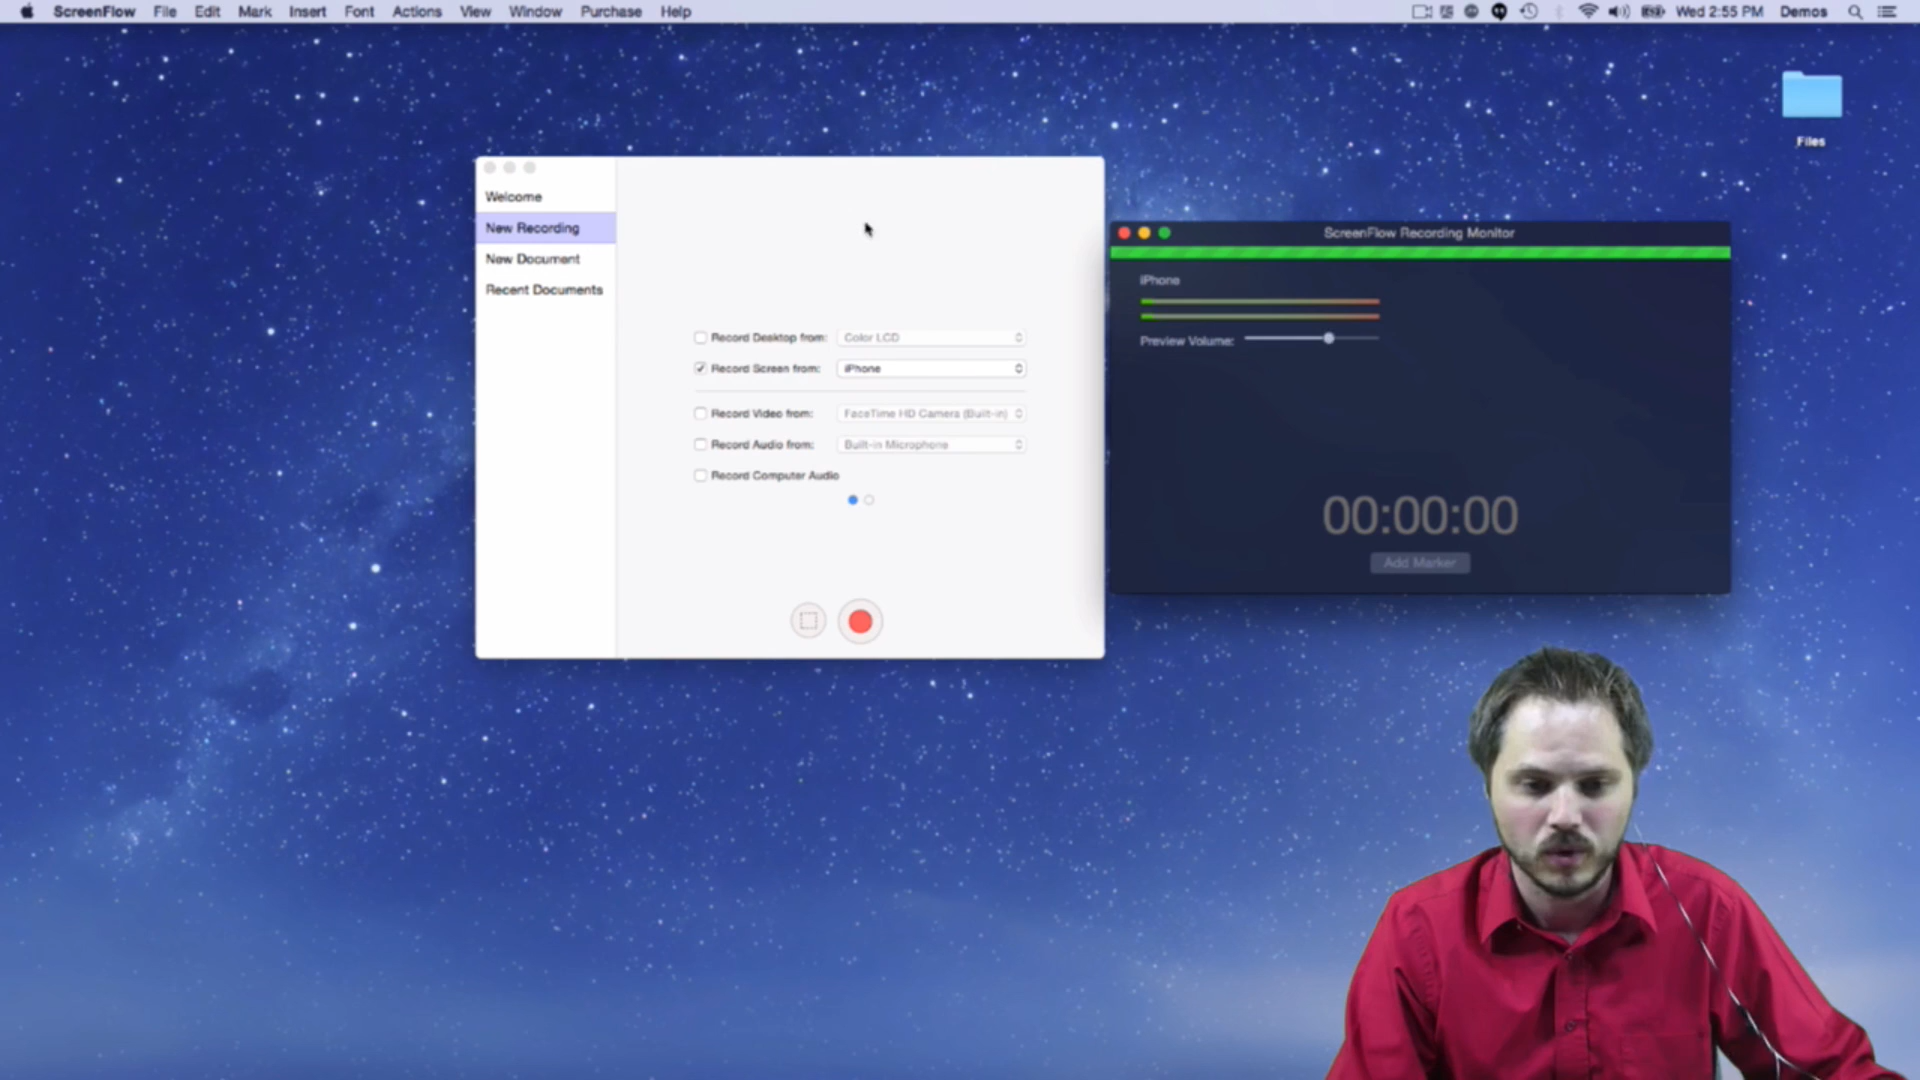 ScreenFlow File Edit Mark Insert Font Actions View Window Purchase Help Wed 2:55 PM Demos
Files
Welcome
New Recording
New Document
Recent Documents
Record Desktop from: Color LCD
Record Screen from: iPhone
Record Video from: FaceTime HD Camera (Built-in)
Record Audio from: Built-in Microphone
Record Computer Audio
ScreenFlow Recording Monitor
iPhone
Preview Volume:
00:00:00
Add Marker